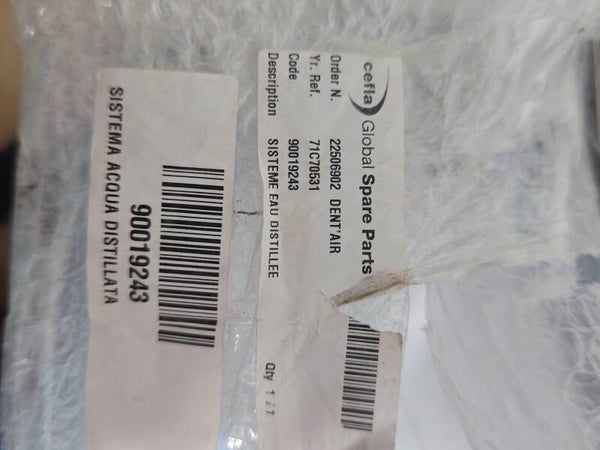 cefla Global Spare Parts
Order N. 22506902 DENT'AIR
Yr. Ref. 71C70531
Code 90019243
Description SISTEME EAU DISTILLEE
Qty 1 / 1
90019243
SISTEMA ACQUA DISTILLATA